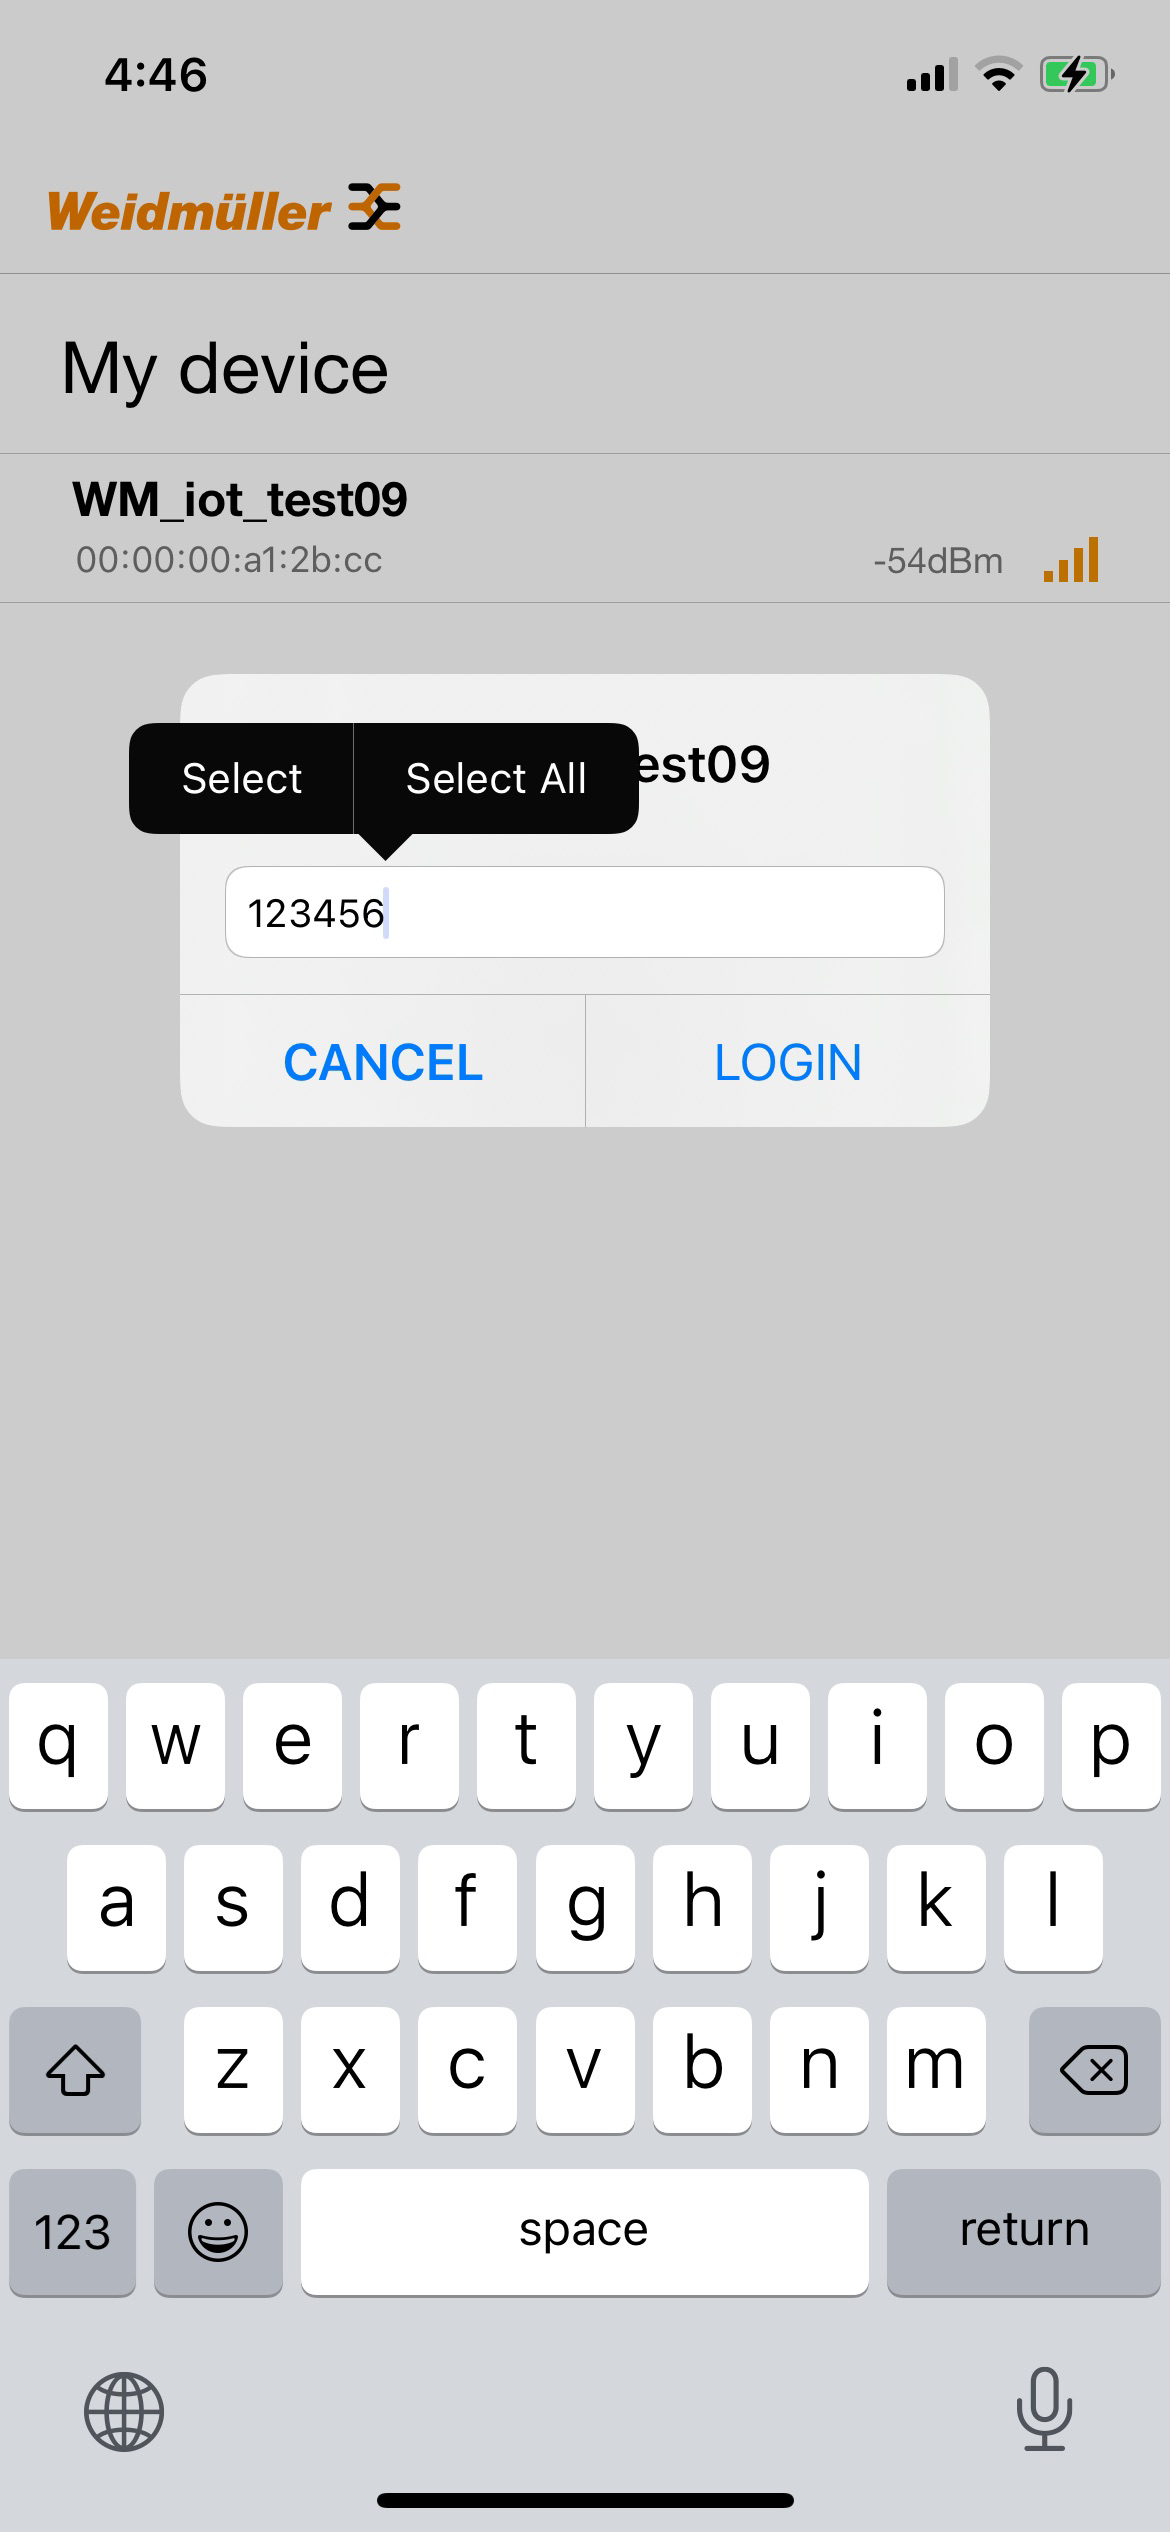 4:46
Weidmüller
My device
WM_iot_test09
00:00:00:a1:2b:cc
-54dBm
Select
Select All
est09
123456
CANCEL
LOGIN
q w e r t y u i o p
a s d f g h j k l
z x c v b n m
123
space
return